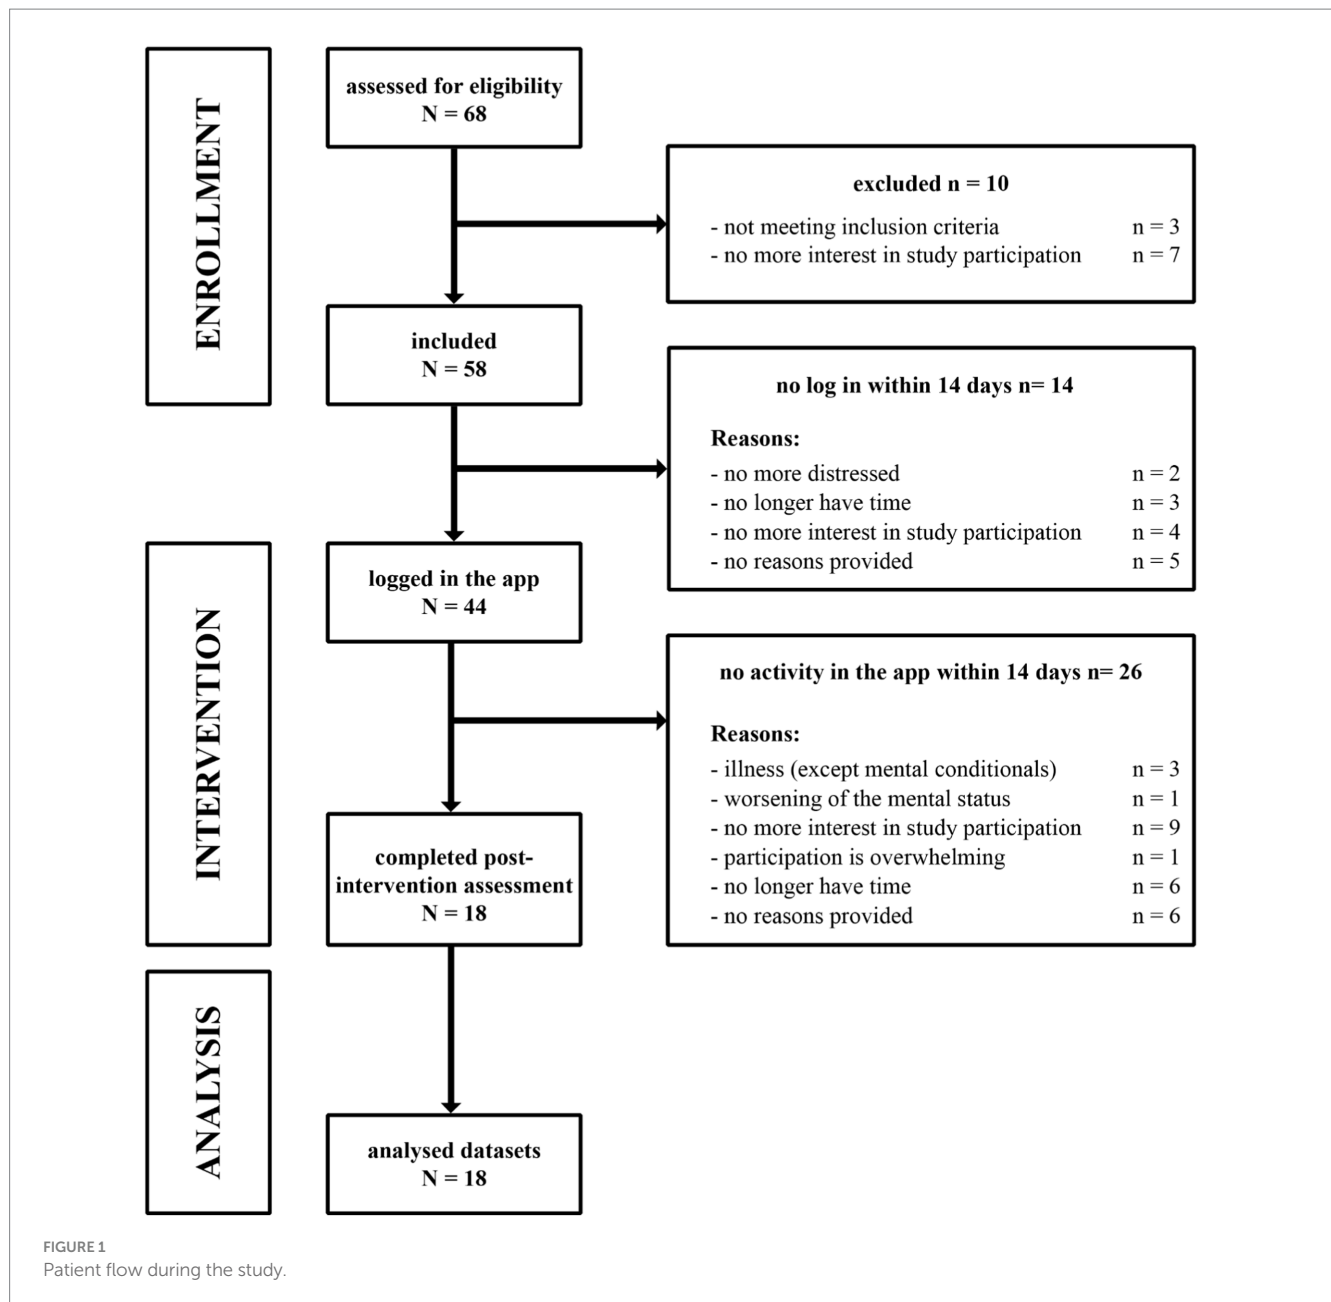 ENROLLMENT
assessed for eligibility
N = 68
excluded n = 10
- not meeting inclusion criteria n = 3
- no more interest in study participation n = 7
included
N = 58
no log in within 14 days n= 14
Reasons:
- no more distressed n = 2
- no longer have time n = 3
- no more interest in study participation n = 4
- no reasons provided n = 5
INTERVENTION
logged in the app
N = 44
no activity in the app within 14 days n= 26
Reasons:
- illness (except mental conditionals) n = 3
- worsening of the mental status n = 1
- no more interest in study participation n = 9
- participation is overwhelming n = 1
- no longer have time n = 6
- no reasons provided n = 6
completed post-
intervention assessment
N = 18
ANALYSIS
analysed datasets
N = 18
FIGURE 1
Patient flow during the study.